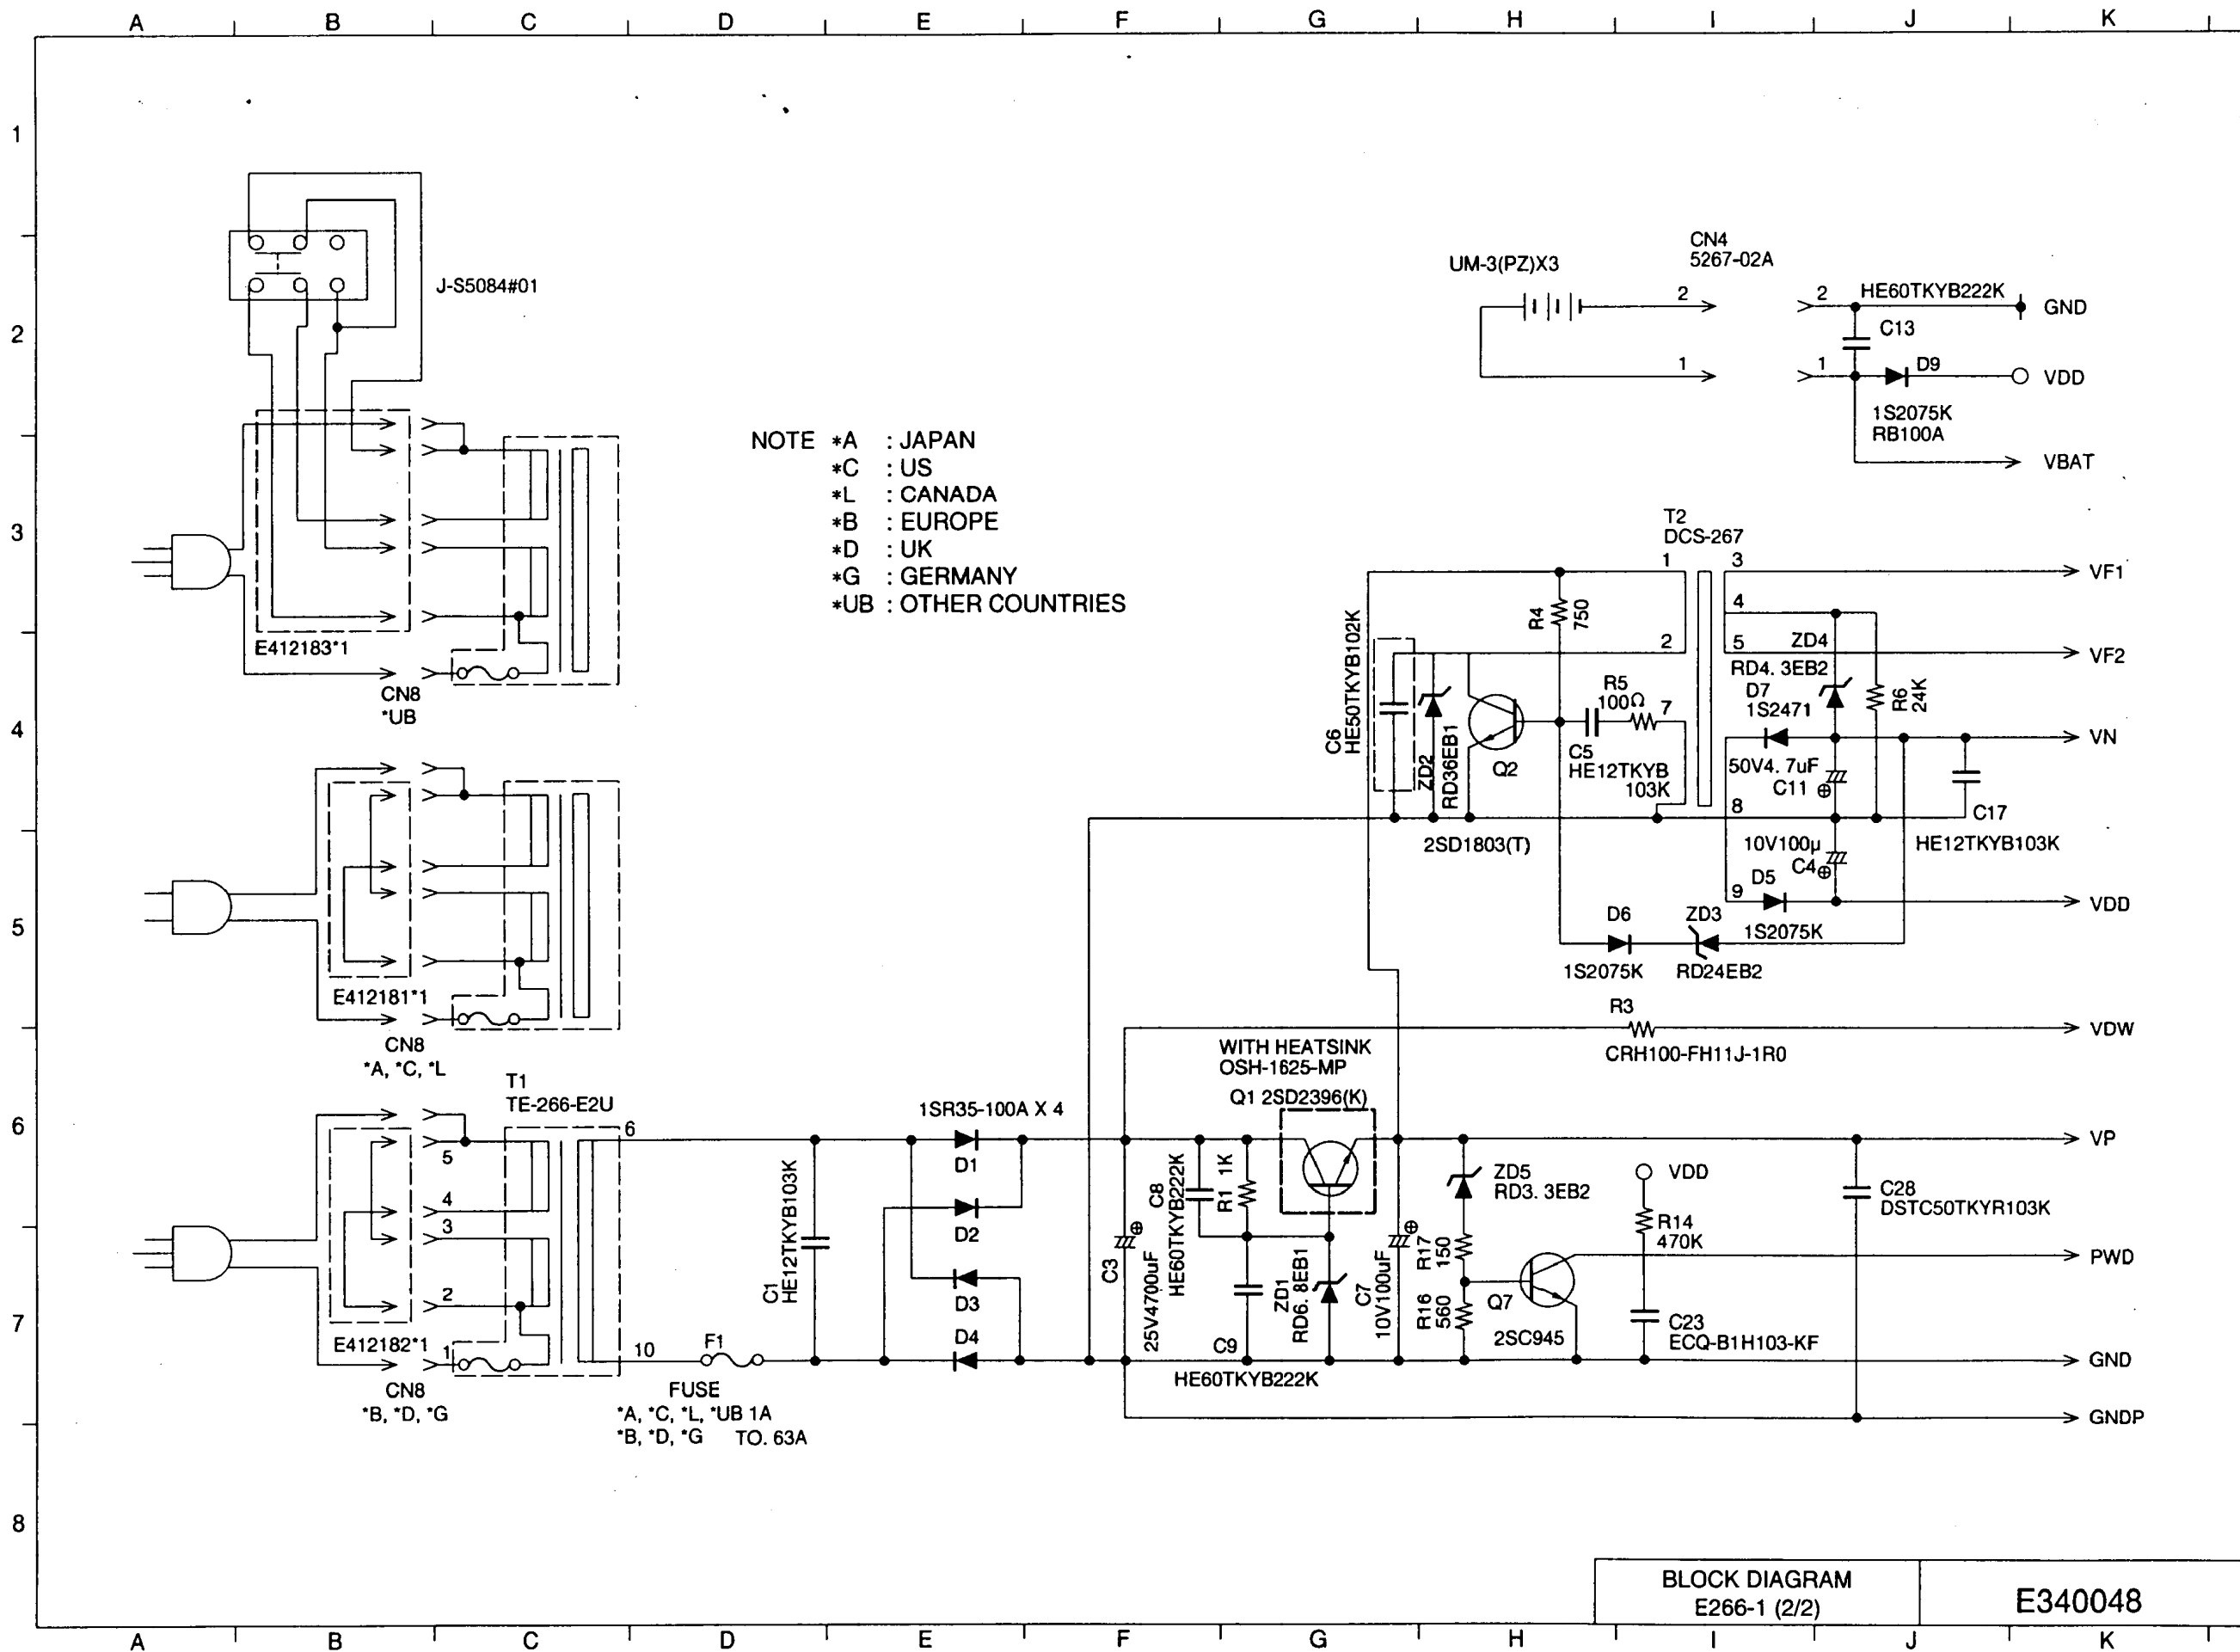 A B C D E F G H I J K
1
2
3
4
5
6
7
8
J-S5084#01
E412183*1
CN8
*UB
NOTE *A : JAPAN
*C : US
*L : CANADA
*B : EUROPE
*D : UK
*G : GERMANY
*UB : OTHER COUNTRIES
UM-3(PZ)X3
CN4
5267-02A
2
2
HE60TKYB222K
GND
C13
1
1
D9
VDD
1S2075K
RB100A
VBAT
T2
DCS-267
1
3
VF1
4
R4
750
2
5
ZD4
VF2
RD4. 3EB2
C6
HE50TKYB102K
ZD2
RD36EB1
Q2
R5
100Ω
7
C5
HE12TKYB
103K
D7
1S2471
R6
24K
VN
50V4. 7uF
C11 ⊕
8
C17
2SD1803(T)
10V100μ
C4 ⊕
HE12TKYB103K
D5
9
VDD
D6
ZD3
1S2075K
1S2075K
RD24EB2
E412181*1
CN8
*A, *C, *L
R3
VDW
CRH100-FH11J-1R0
WITH HEATSINK
OSH-1625-MP
T1
TE-266-E2U
1SR35-100A X 4
Q1 2SD2396(K)
6
VP
5
D1
4
3
D2
2
D3
1
D4
C1
HE12TKYB103K
C8
HE60TKYB222K
R1 1K
C3
25V4700uF
⊕
ZD1
RD6. 8EB1
C7
10V100uF
⊕
ZD5
RD3. 3EB2
VDD
R17
150
R14
470K
C28
DSTC50TKYR103K
PWD
R16
560
Q7
2SC945
C23
ECQ-B1H103-KF
C9
HE60TKYB222K
GND
E412182*1
CN8
*B, *D, *G
10
F1
FUSE
*A, *C, *L, *UB 1A
*B, *D, *G TO. 63A
GNDP
BLOCK DIAGRAM
E266-1 (2/2)
E340048
A B C D E F G H I J K